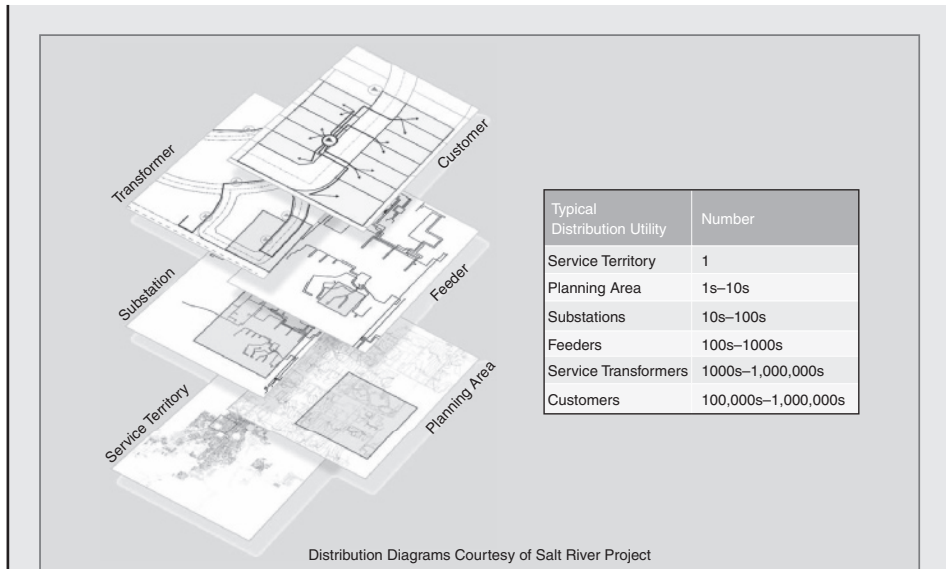 Customer
Transformer
Feeder
Substation
Planning Area
Service Territory
Typical
Distribution Utility Number
Service Territory 1
Planning Area 1s–10s
Substations 10s–100s
Feeders 100s–1000s
Service Transformers 1000s–1,000,000s
Customers 100,000s–1,000,000s
Distribution Diagrams Courtesy of Salt River Project